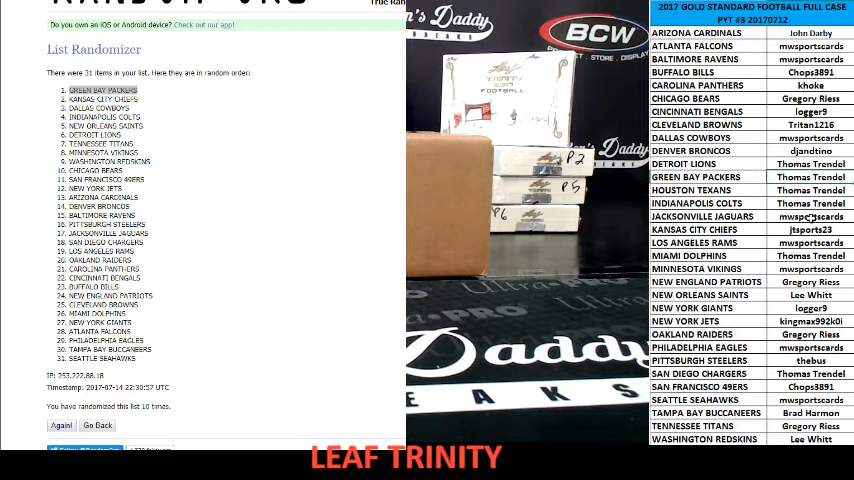 True Ran
Do you own an iOS or Android device? Check out our app!
List Randomizer
There were 31 items in your list. Here they are in random order:
1. GREEN BAY PACKERS
2. KANSAS CITY CHIEFS
3. DALLAS COWBOYS
4. INDIANAPOLIS COLTS
5. NEW ORLEANS SAINTS
6. DETROIT LIONS
7. TENNESSEE TITANS
8. MINNESOTA VIKINGS
9. WASHINGTON REDSKINS
10. CHICAGO BEARS
11. SAN FRANCISCO 49ERS
12. NEW YORK JETS
13. ARIZONA CARDINALS
14. DENVER BRONCOS
15. BALTIMORE RAVENS
16. PITTSBURGH STEELERS
17. JACKSONVILLE JAGUARS
18. SAN DIEGO CHARGERS
19. LOS ANGELES RAMS
20. OAKLAND RAIDERS
21. CAROLINA PANTHERS
22. CINCINNATI BENGALS
23. BUFFALO BILLS
24. NEW ENGLAND PATRIOTS
25. CLEVELAND BROWNS
26. MIAMI DOLPHINS
27. NEW YORK GIANTS
28. ATLANTA FALCONS
29. PHILADELPHIA EAGLES
30. TAMPA BAY BUCCANEERS
31. SEATTLE SEAHAWKS
IP: 253.222.88.18
Timestamp: 2017-07-14 22:30:57 UTC
You have randomized this list 10 times.
Again! Go Back
n's Daddy
BCW
PRODUCT . STORE . DISPLAY
TRINITY
FOOTBALL
P2
P5
P6
Daddy
EAKS
LEAF TRINITY
2017 GOLD STANDARD FOOTBALL FULL CASE
PYT #3 20170712
ARIZONA CARDINALS John Darby
ATLANTA FALCONS mwsportscards
BALTIMORE RAVENS mwsportscards
BUFFALO BILLS Chops3891
CAROLINA PANTHERS khoke
CHICAGO BEARS Gregory Riess
CINCINNATI BENGALS logger9
CLEVELAND BROWNS Tritan1216
DALLAS COWBOYS mwsportscards
DENVER BRONCOS djandtino
DETROIT LIONS Thomas Trendel
GREEN BAY PACKERS Thomas Trendel
HOUSTON TEXANS Thomas Trendel
INDIANAPOLIS COLTS Thomas Trendel
JACKSONVILLE JAGUARS mwsportscards
KANSAS CITY CHIEFS jtsports23
LOS ANGELES RAMS mwsportscards
MIAMI DOLPHINS Thomas Trendel
MINNESOTA VIKINGS mwsportscards
NEW ENGLAND PATRIOTS Gregory Riess
NEW ORLEANS SAINTS Lee Whitt
NEW YORK GIANTS logger9
NEW YORK JETS kingmax992k0i
OAKLAND RAIDERS Gregory Riess
PHILADELPHIA EAGLES mwsportscards
PITTSBURGH STEELERS thebus
SAN DIEGO CHARGERS Thomas Trendel
SAN FRANCISCO 49ERS Chops3891
SEATTLE SEAHAWKS mwsportscards
TAMPA BAY BUCCANEERS Brad Harmon
TENNESSEE TITANS Gregory Riess
WASHINGTON REDSKINS Lee Whitt